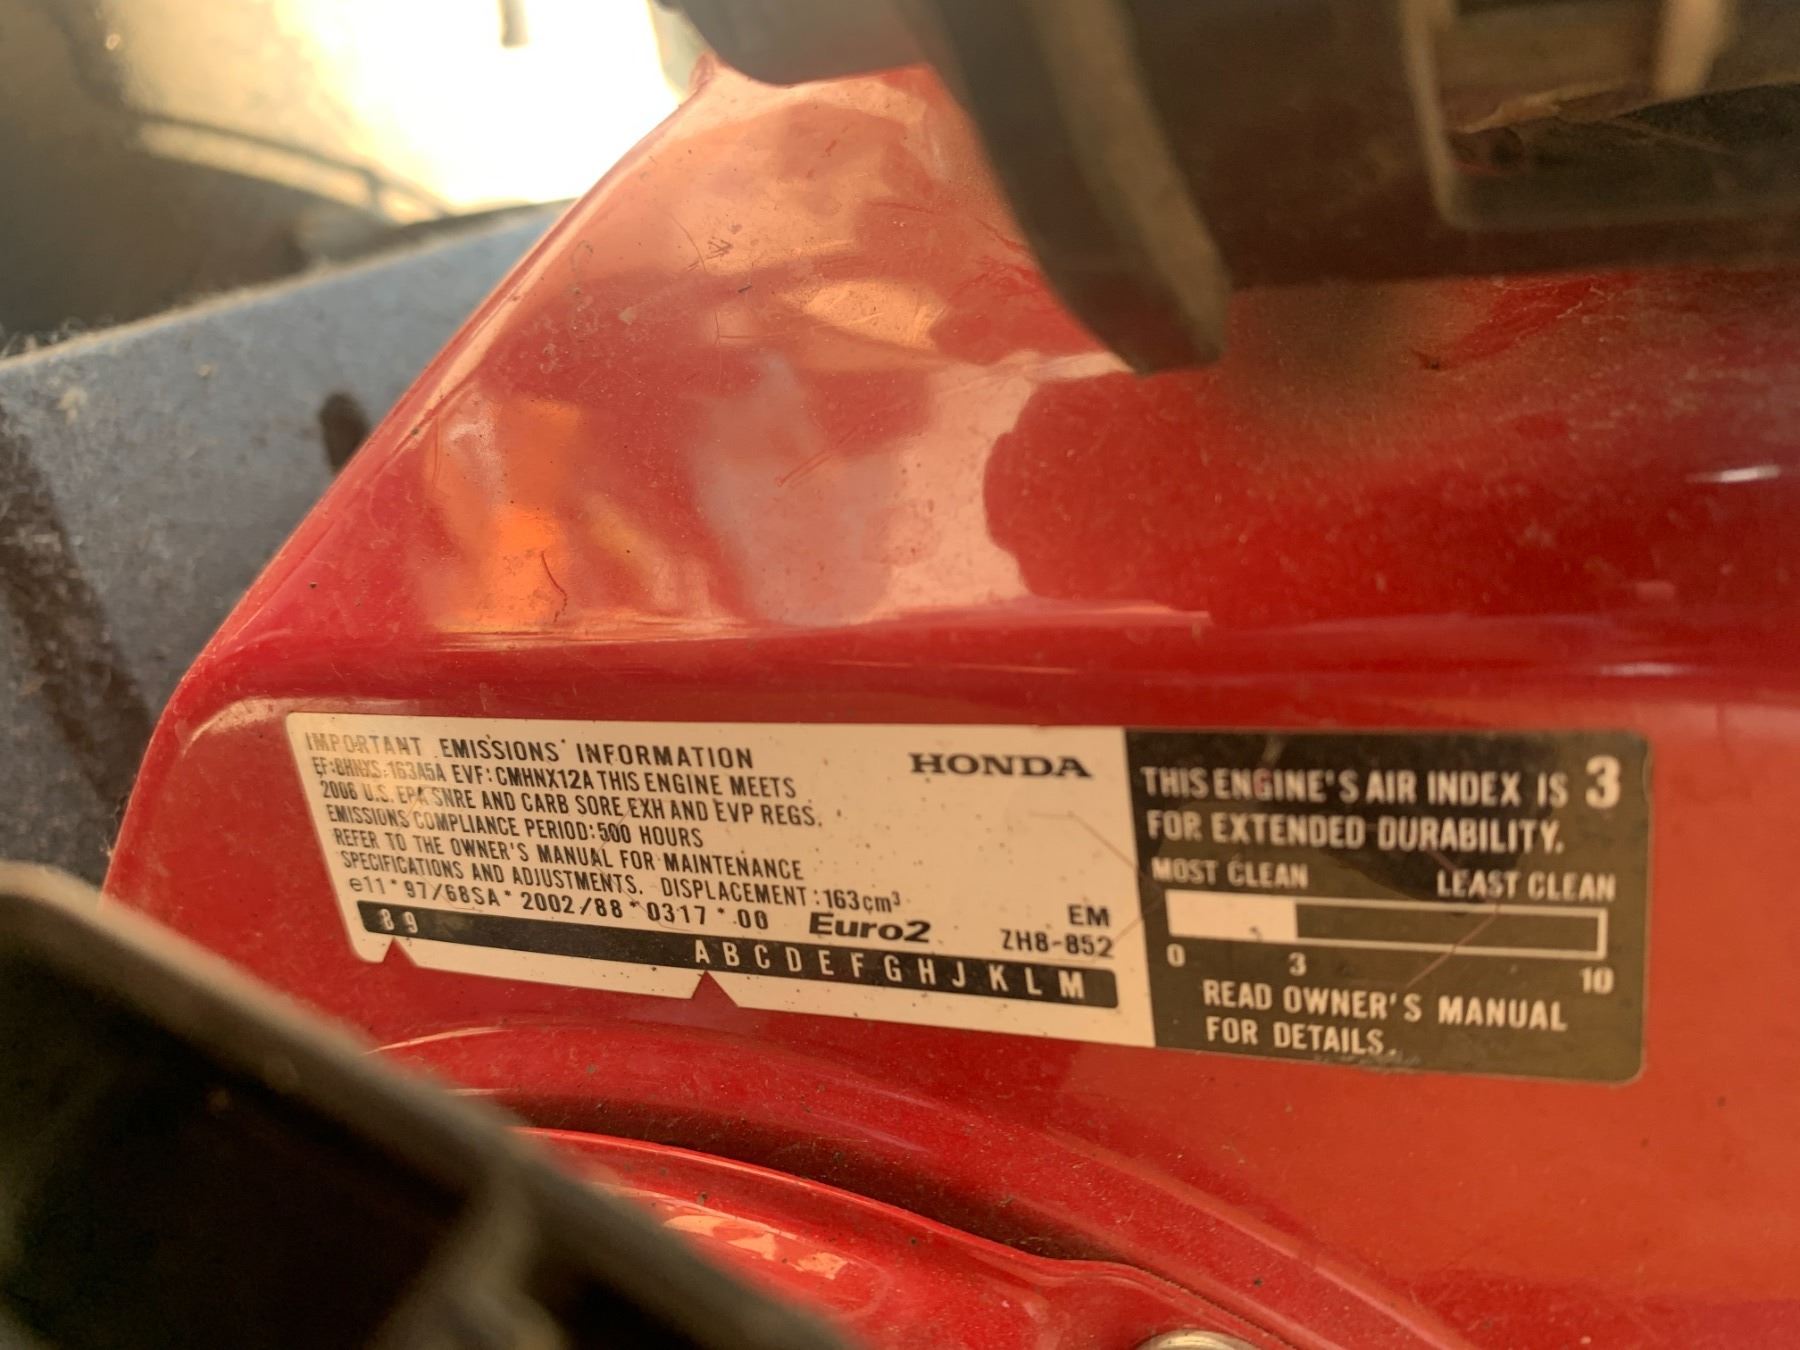 IMPORTANT EMISSIONS INFORMATION
HONDA
EF:8HNXS.163A5A EVF:CMHNX12A THIS ENGINE MEETS
2006 U.S. EPA SNRE AND CARB SORE EXH AND EVP REGS.
EMISSIONS COMPLIANCE PERIOD:500 HOURS
REFER TO THE OWNER'S MANUAL FOR MAINTENANCE
SPECIFICATIONS AND ADJUSTMENTS. DISPLACEMENT:163cm³
e11*97/68SA*2002/88*0317*00 Euro2
EM
ZH8-852
8 9 A B C D E F G H J K L M
THIS ENGINE'S AIR INDEX IS 3
FOR EXTENDED DURABILITY.
MOST CLEAN LEAST CLEAN
0 3 10
READ OWNER'S MANUAL
FOR DETAILS.